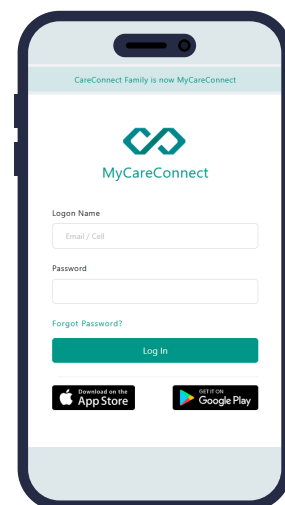 CareConnect Family is now MyCareConnect
MyCareConnect
Logon Name
Email / Cell
Password
Forgot Password?
Log In
Download on the
App Store
GET IT ON
Google Play